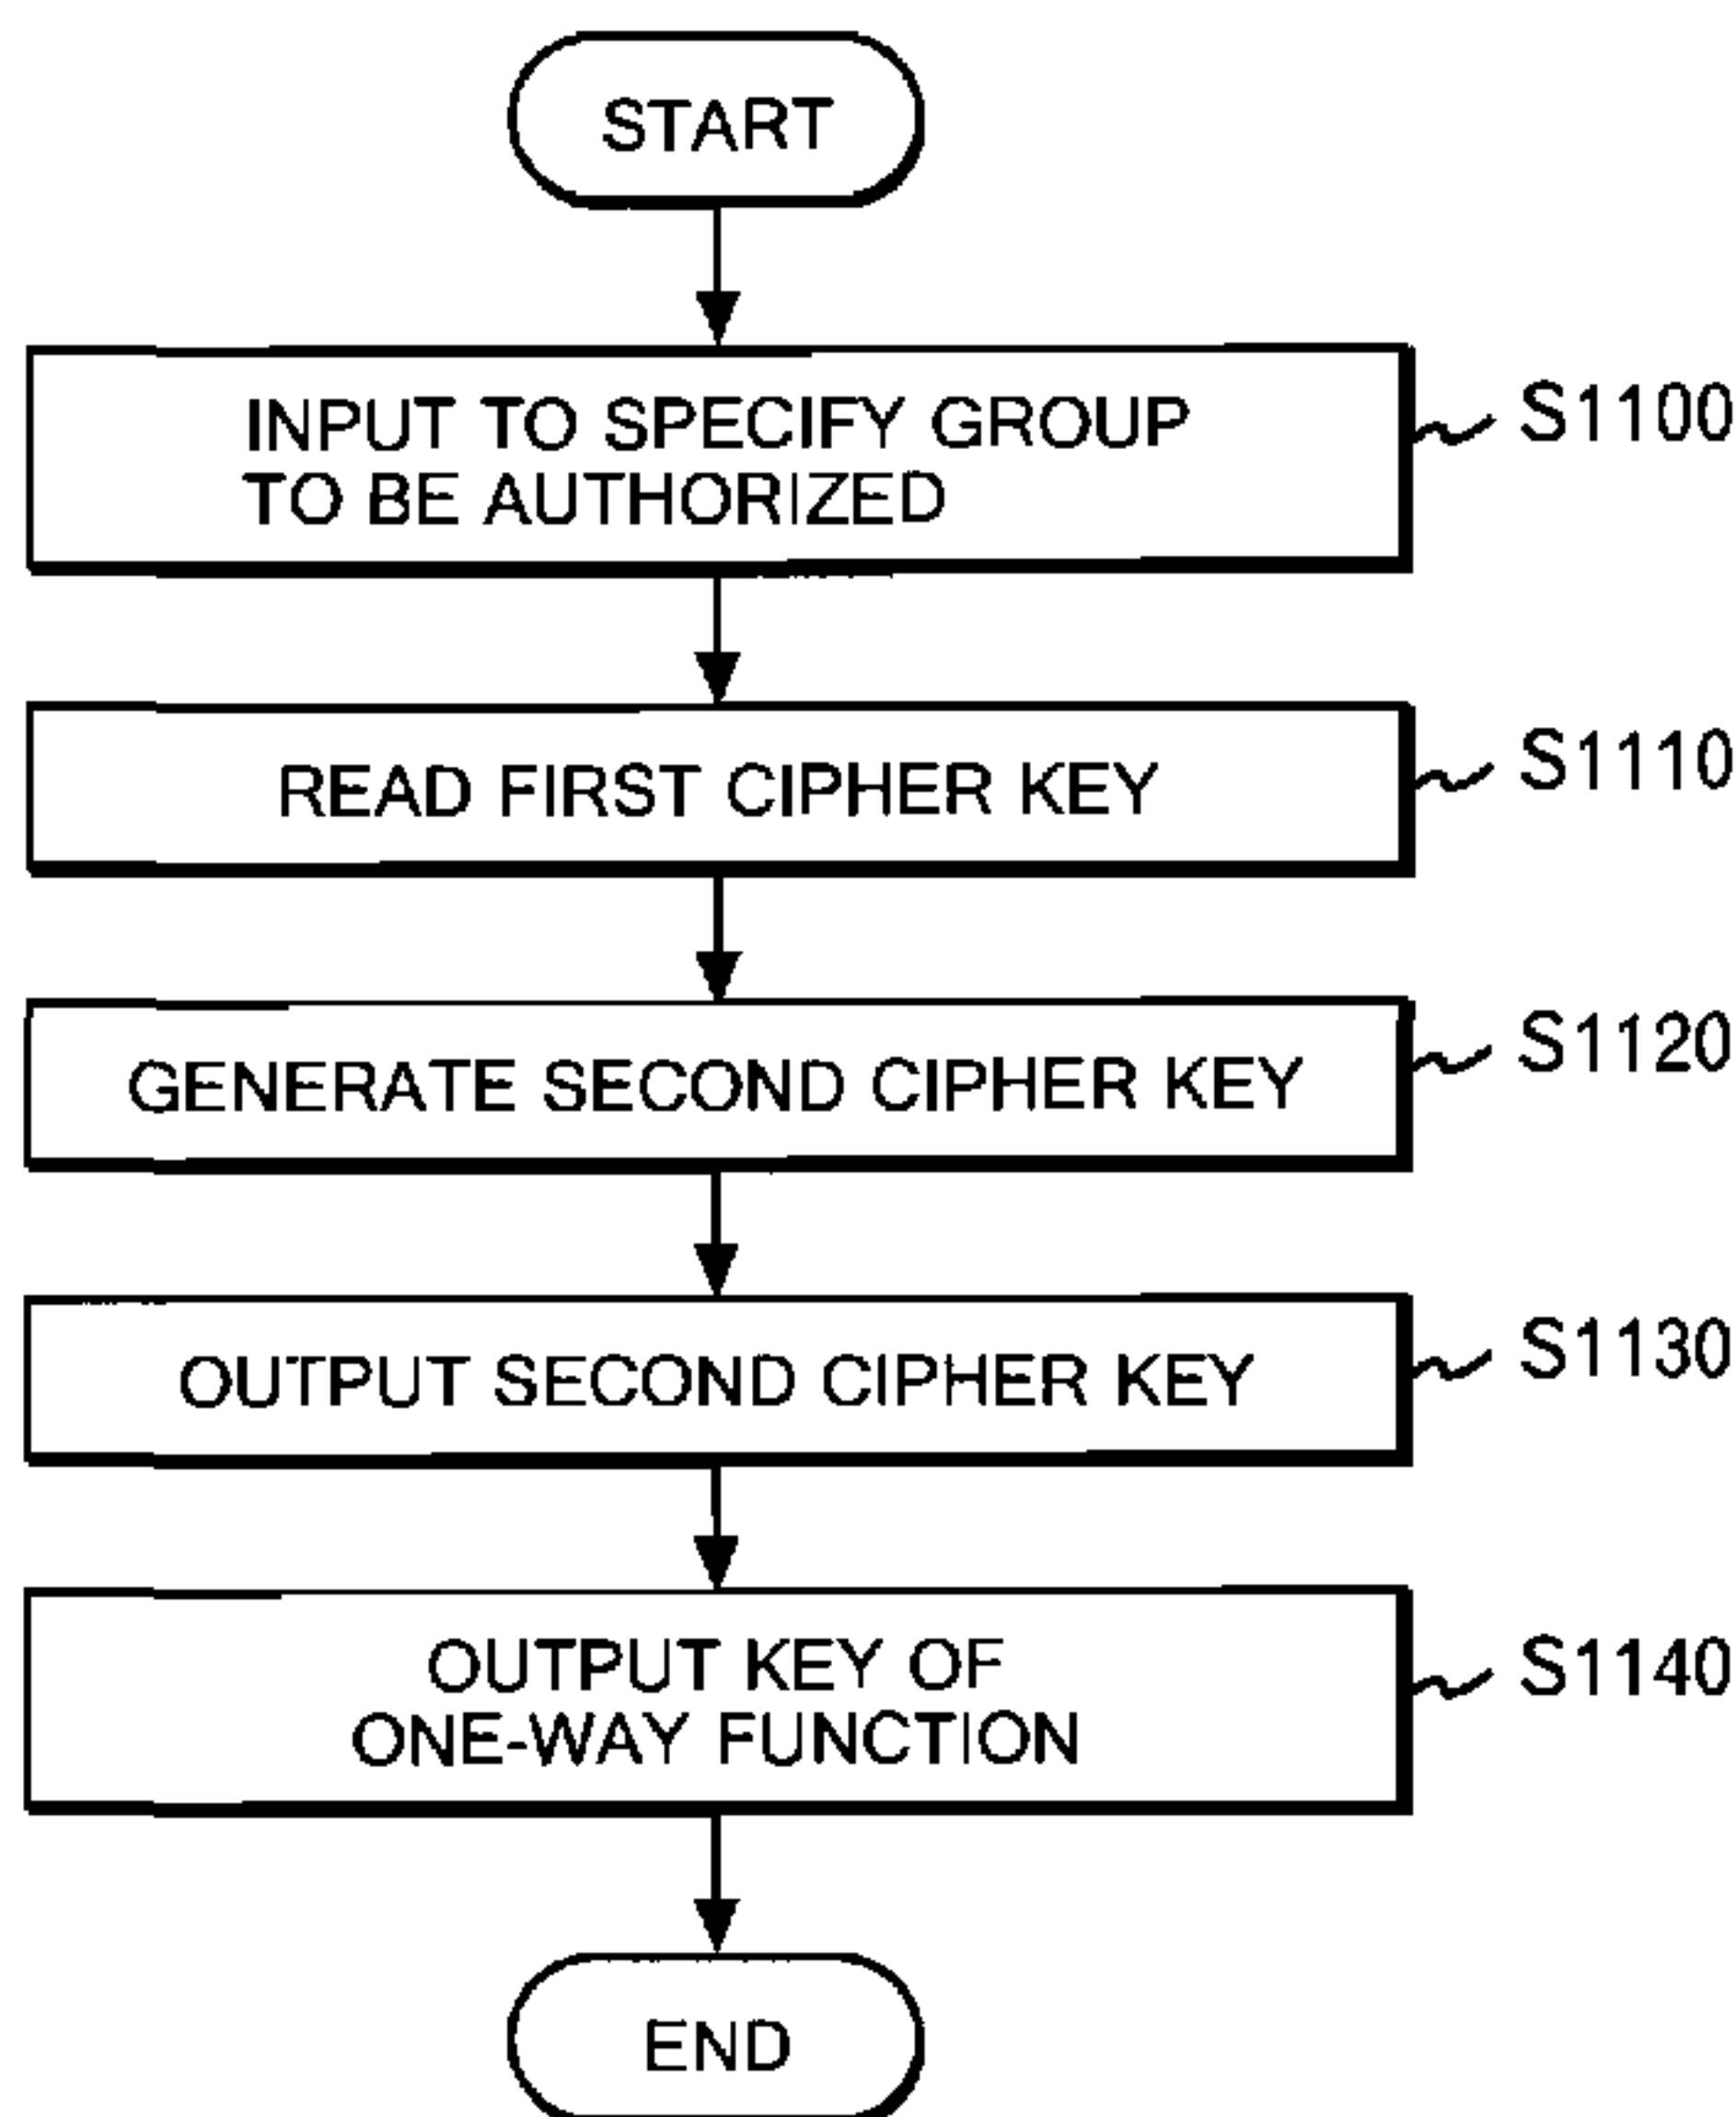 START
INPUT TO SPECIFY GROUP
TO BE AUTHORIZED
S1100
READ FIRST CIPHER KEY
S1110
GENERATE SECOND CIPHER KEY
S1120
OUTPUT SECOND CIPHER KEY
S1130
OUTPUT KEY OF
ONE-WAY FUNCTION
S1140
END